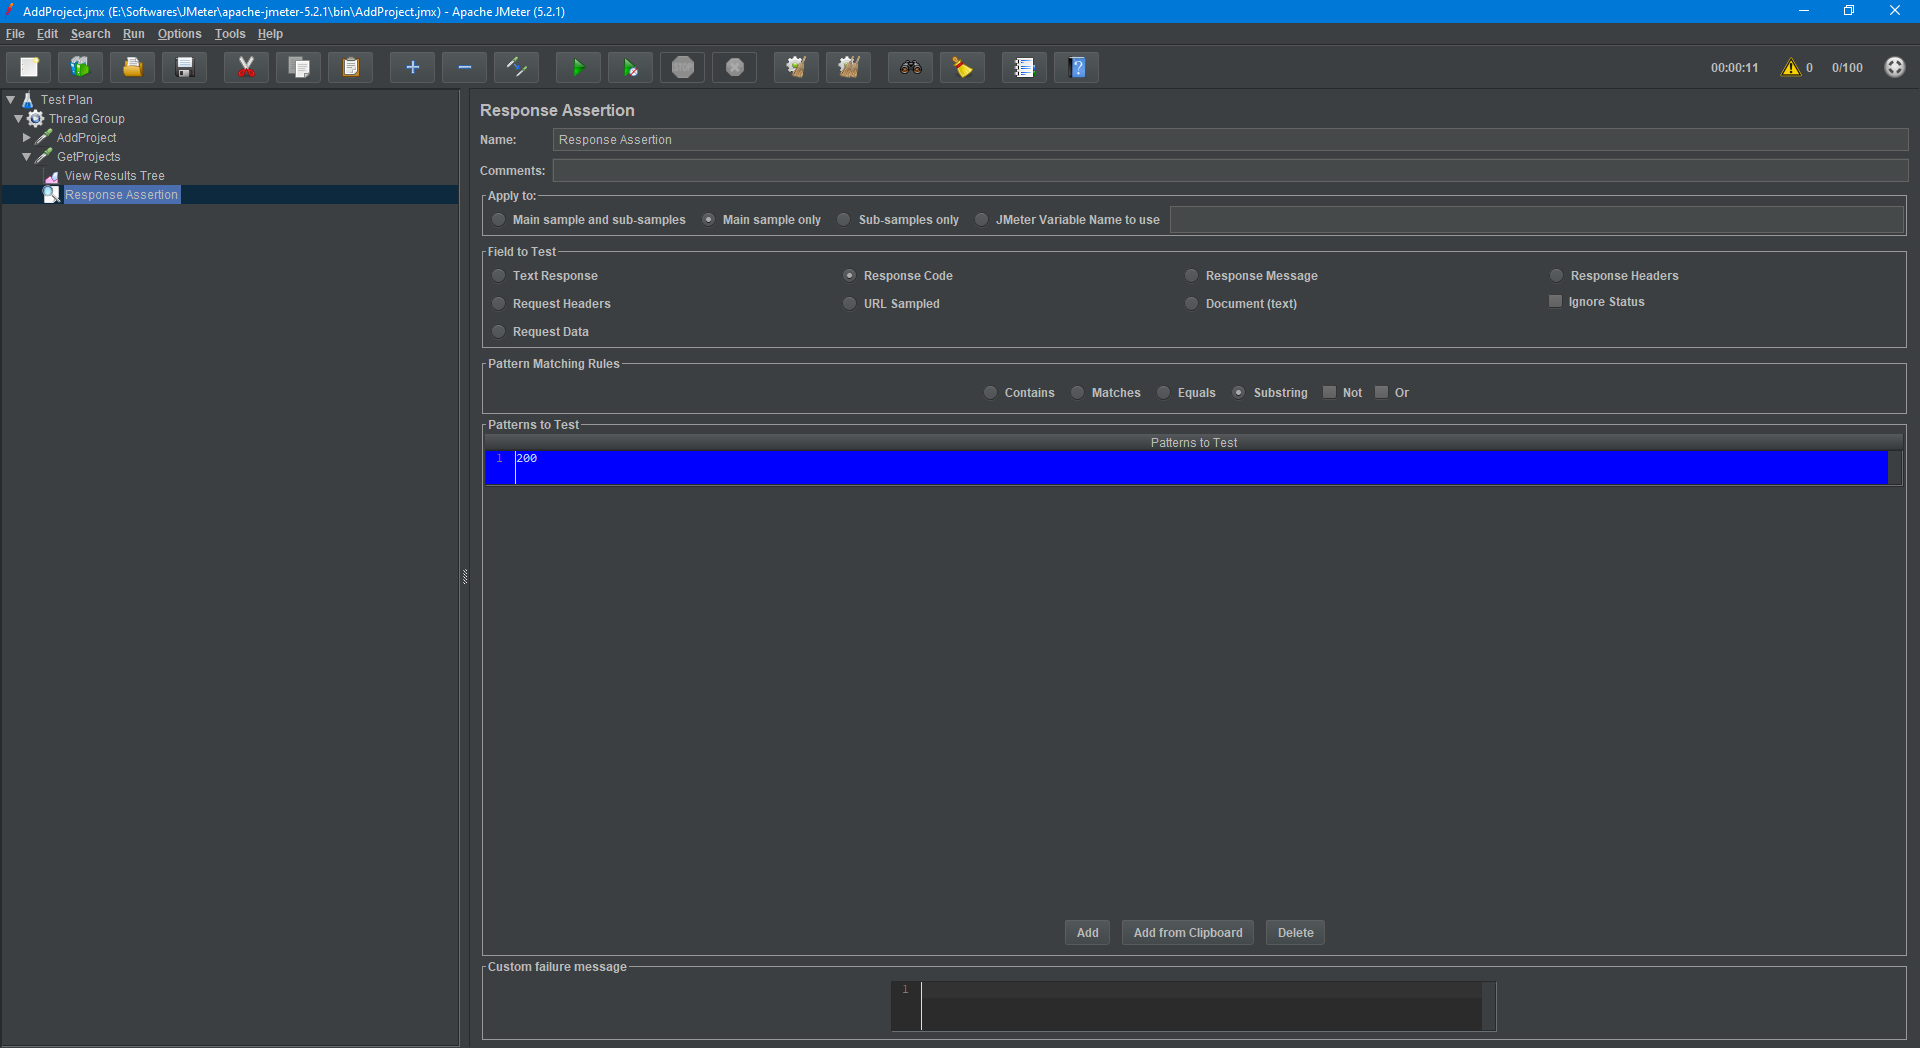 AddProject.jmx (E:\Softwares\JMeter\apache-jmeter-5.2.1\bin\AddProject.jmx) - Apache JMeter (5.2.1)
File Edit Search Run Options Tools Help
STOP
?
00:00:11 0 0/100
Test Plan
Thread Group
AddProject
GetProjects
View Results Tree
Response Assertion
Response Assertion
Name: Response Assertion
Comments:
Apply to:
Main sample and sub-samples Main sample only Sub-samples only JMeter Variable Name to use
Field to Test
Text Response Response Code Response Message Response Headers
Request Headers URL Sampled Document (text) Ignore Status
Request Data
Pattern Matching Rules
Contains Matches Equals Substring Not Or
Patterns to Test
Patterns to Test
1 200
Add Add from Clipboard Delete
Custom failure message
1